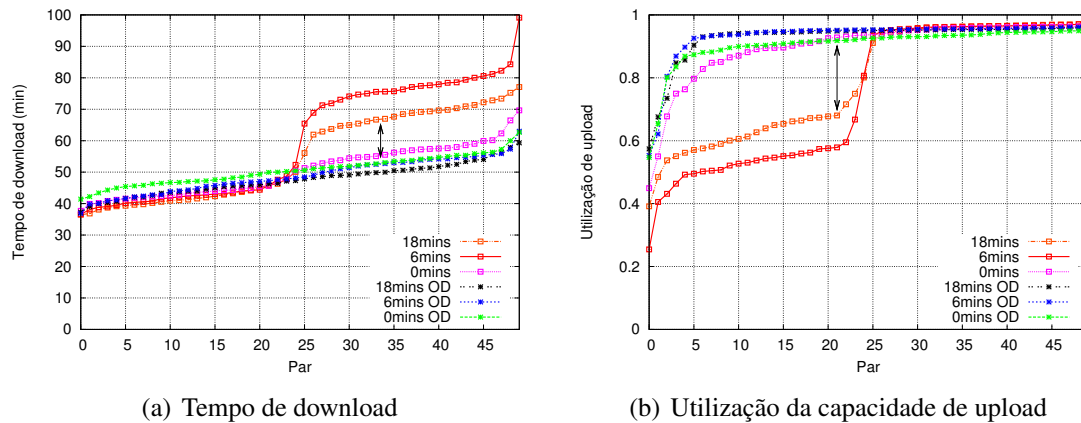 Tempo de download (min)
100
90
80
70
60
50
40
30
20
10
0
18mins
6mins
0mins
18mins OD
6mins OD
0mins OD
0 5 10 15 20 25 30 35 40 45
Par
(a) Tempo de download
Utilização de upload
1
0.8
0.6
0.4
0.2
0
18mins
6mins
0mins
18mins OD
6mins OD
0mins OD
0 5 10 15 20 25 30 35 40 45
Par
(b) Utilização da capacidade de upload